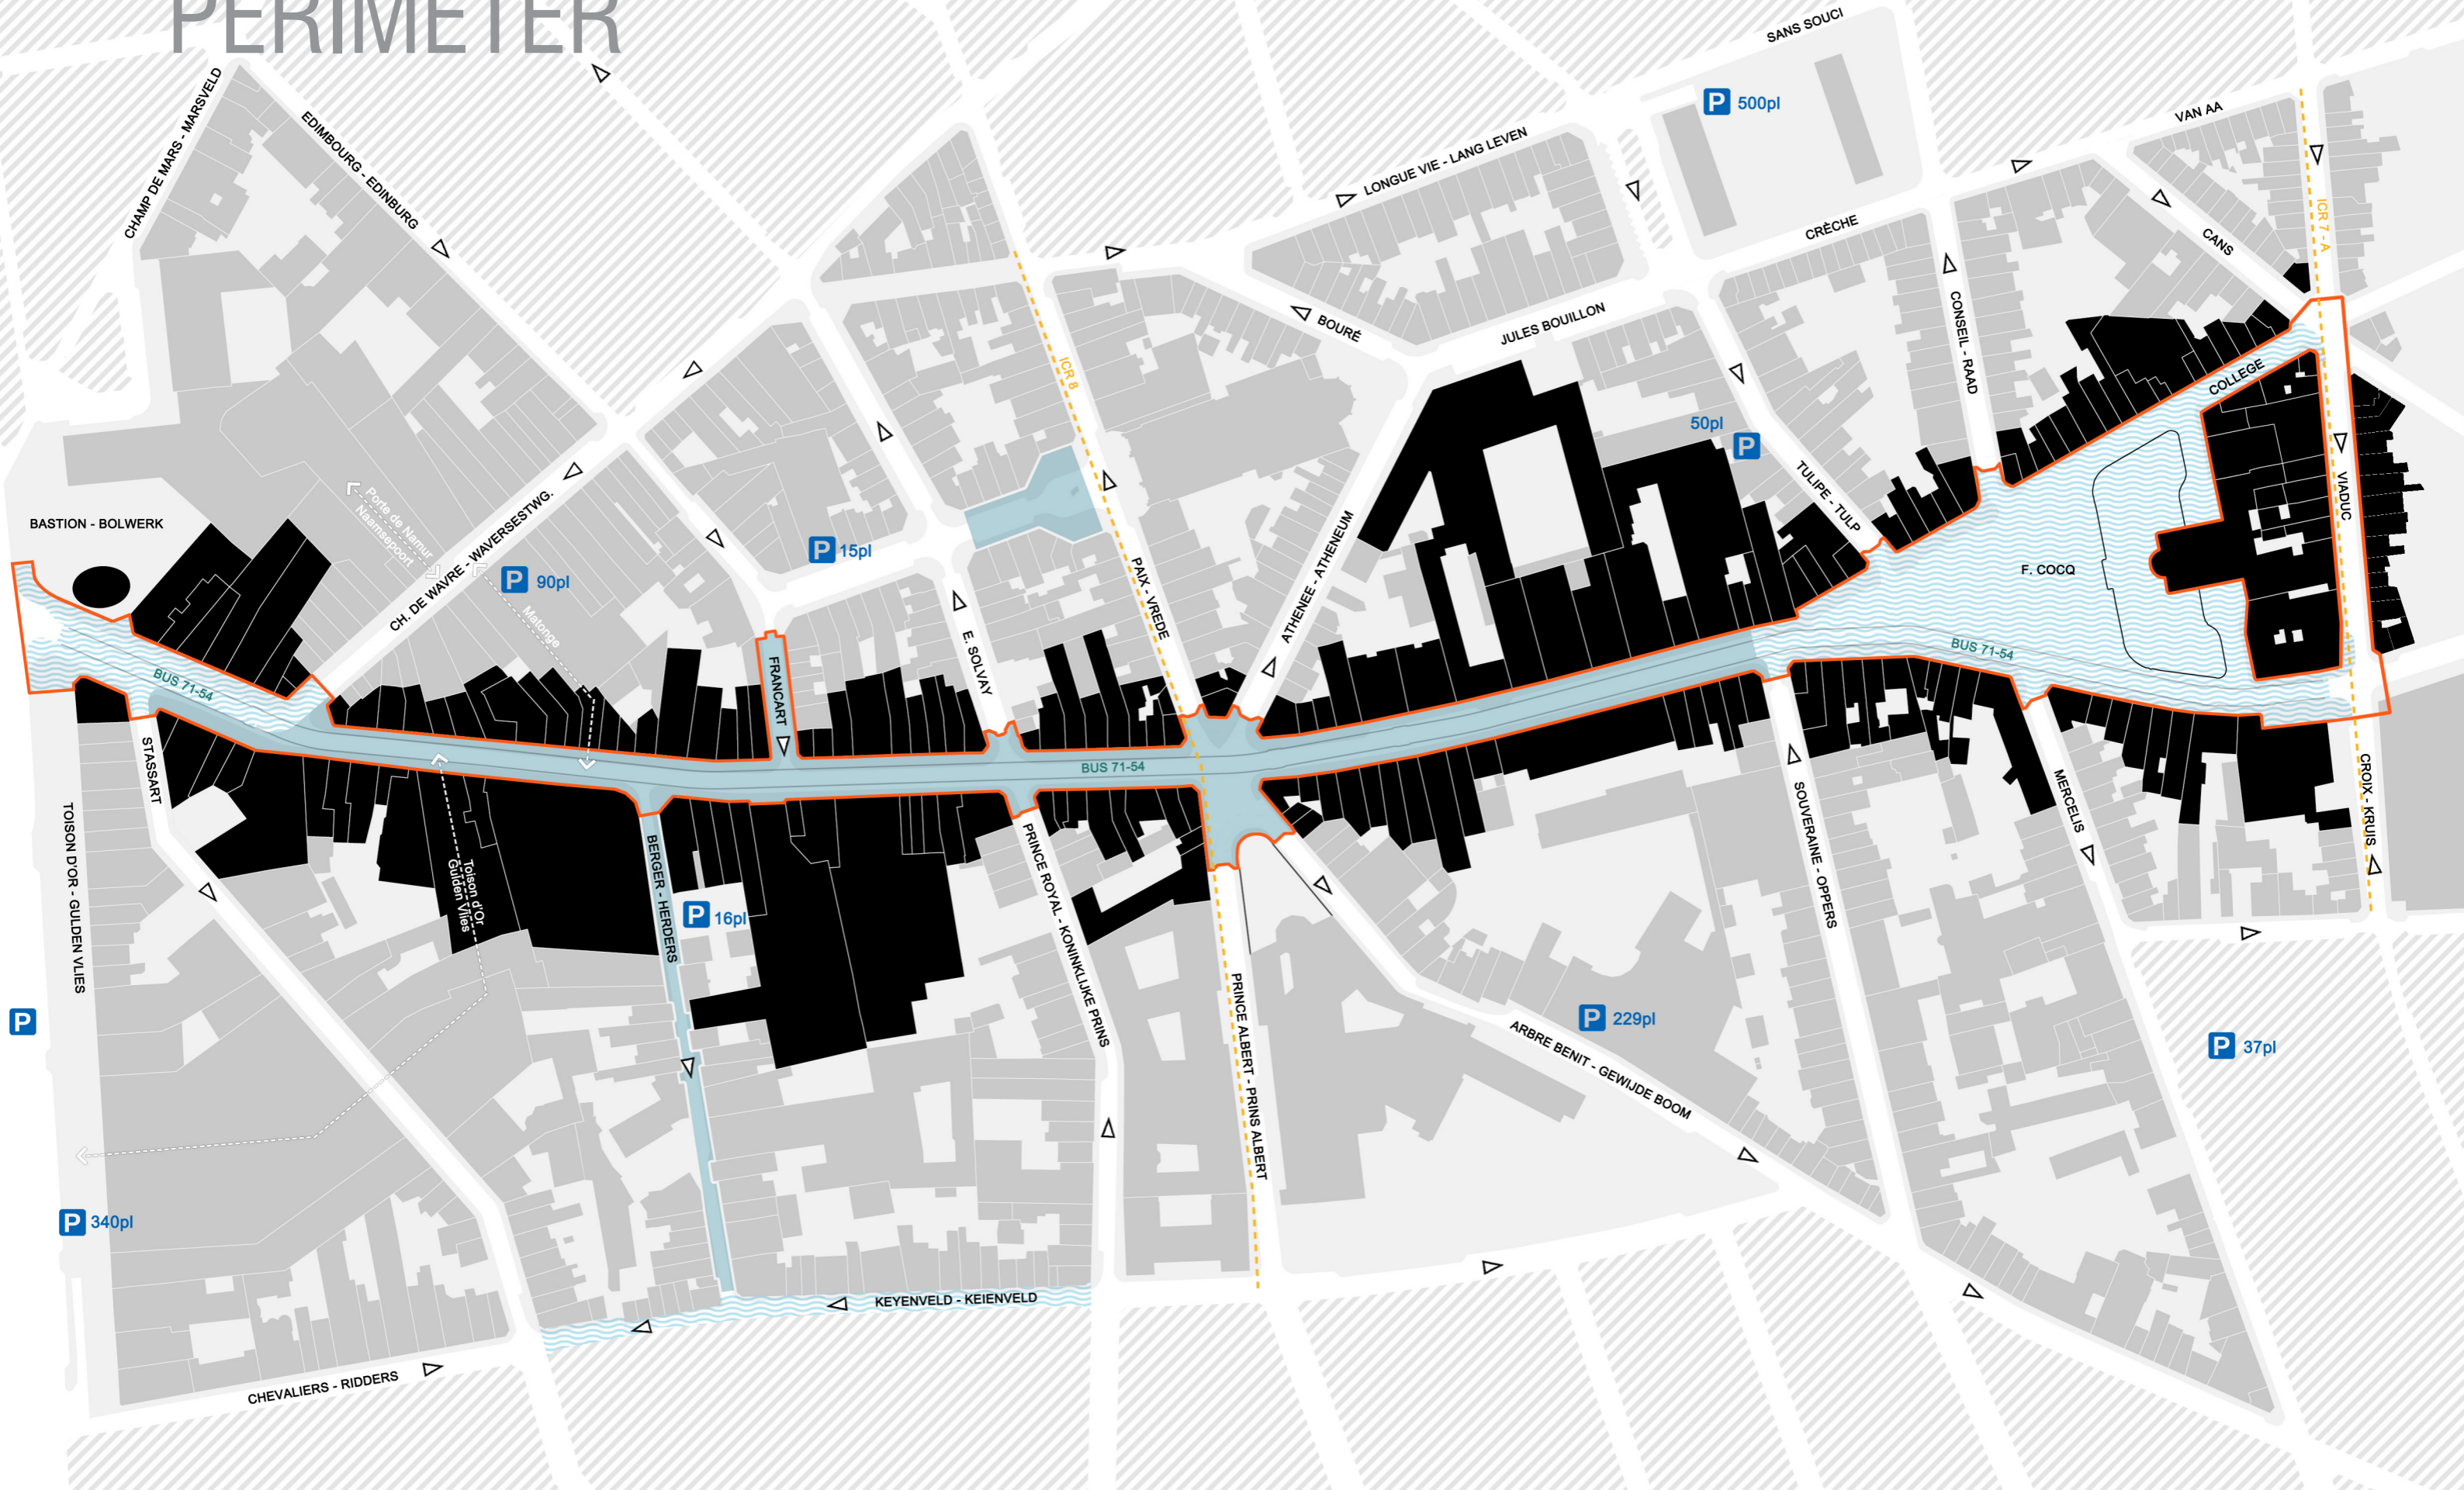 PERIMETER
SANS SOUCI
CHAMP DE MARS - MARSVELD
EDIMBOURG - EDINBURG
P 500pl
VAN AA
LONGUE VIE - LANG LEVEN
CRÈCHE
ICR 7 - A
CANS
BOURÉ
JULES BOUILLON
CONSEIL - RAAD
ICR 8
COLLEGE
50pl
P
TULIPE - TULP
VIADUC
Porte de Namur
Naamsepoort
BASTION - BOLWERK
CH. DE WAVRE - WAVERSESTWG.
P 90pl
P 15pl
Matonge
PAIX - VREDE
ATHENEE - ATHENEUM
F. COCQ
E. SOLVAY
FRANCART
BUS 71-54
BUS 71-54
BUS 71-54
STASSART
TOISON D'OR - GULDEN VLIES
Toison d'Or
Gulden Vlies
BERGER - HERDERS
P 16pl
PRINCE ROYAL - KONINKLIJKE PRINS
SOUVERAINE - OPPERS
MERCELIS
CROIX - KRUIS
P
PRINCE ALBERT - PRINS ALBERT
P 229pl
ARBRE BENIT - GEWIJDE BOOM
P 37pl
P 340pl
KEYENVELD - KEIENVELD
CHEVALIERS - RIDDERS